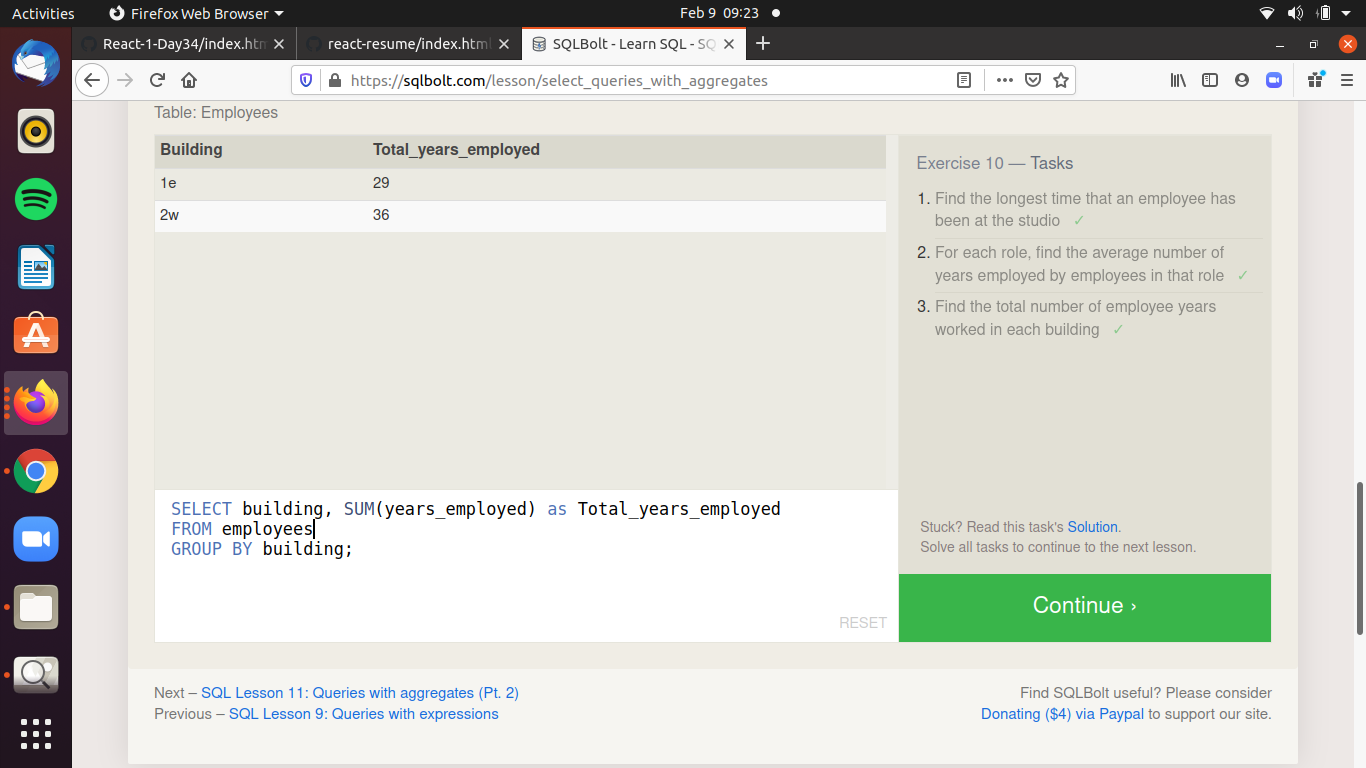 Activities
Firefox Web Browser
Feb 9 09:23
React-1-Day34/index.htm
react-resume/index.html
SQLBolt - Learn SQL - SQ
https://sqlbolt.com/lesson/select_queries_with_aggregates
Table: Employees
Building Total_years_employed
1e 29
2w 36
Exercise 10 — Tasks
1. Find the longest time that an employee has
been at the studio ✓
2. For each role, find the average number of
years employed by employees in that role ✓
3. Find the total number of employee years
worked in each building ✓
SELECT building, SUM(years_employed) as Total_years_employed
FROM employees
GROUP BY building;
RESET
Stuck? Read this task's Solution.
Solve all tasks to continue to the next lesson.
Continue ›
Next – SQL Lesson 11: Queries with aggregates (Pt. 2)
Previous – SQL Lesson 9: Queries with expressions
Find SQLBolt useful? Please consider
Donating ($4) via Paypal to support our site.